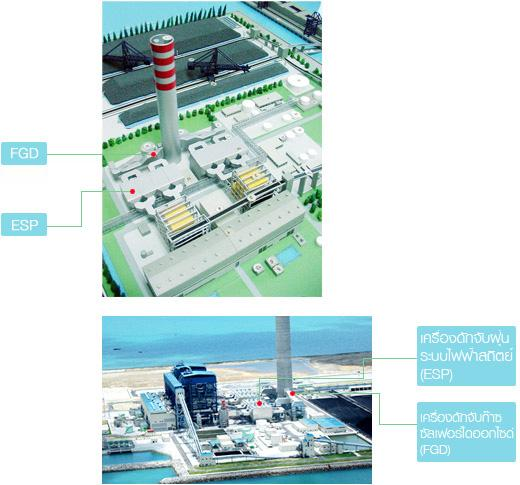 FGD
ESP
เครื่องดักจับฝุ่น
ระบบไฟฟ้าสถิตย์
(ESP)
เครื่องดักจับก๊าซ
ซัลเฟอร์ไดออกไซด์
(FGD)